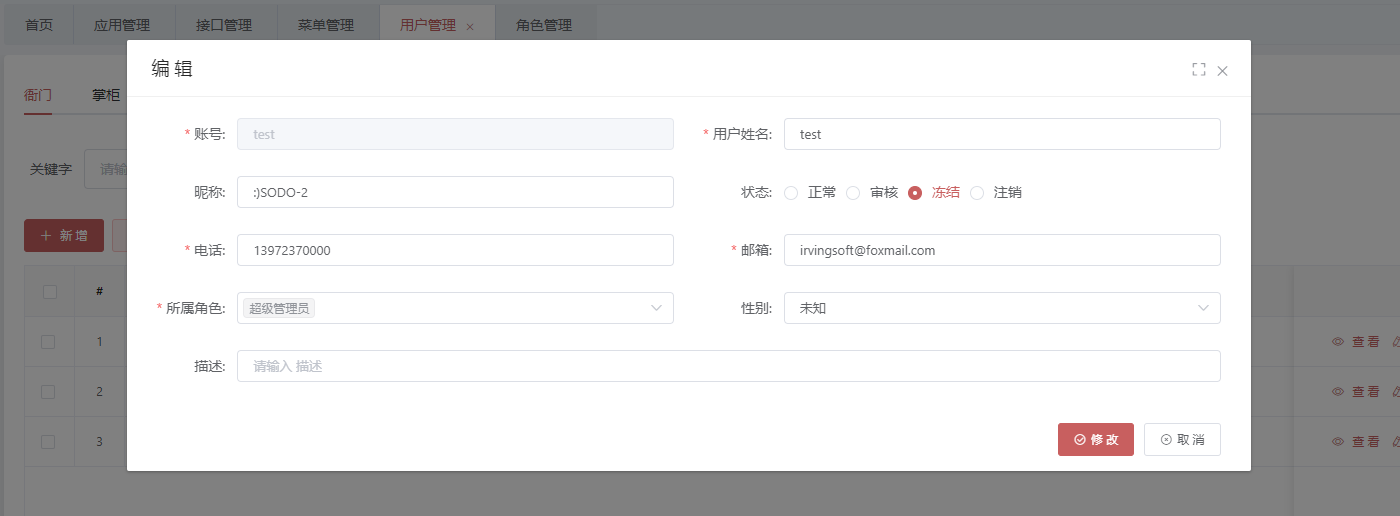 首页 应用管理 接口管理 菜单管理 用户管理 角色管理
编辑
衙门 掌柜
* 账号: test * 用户姓名: test
关键字 请输
昵称: :)SODO-2 状态: 正常 审核 冻结 注销
新增
* 电话: 13972370000 * 邮箱: irvingsoft@foxmail.com
#
* 所属角色: 超级管理员 性别: 未知
1 查看
描述: 请输入 描述
2 查看
3 查看
修改 取消